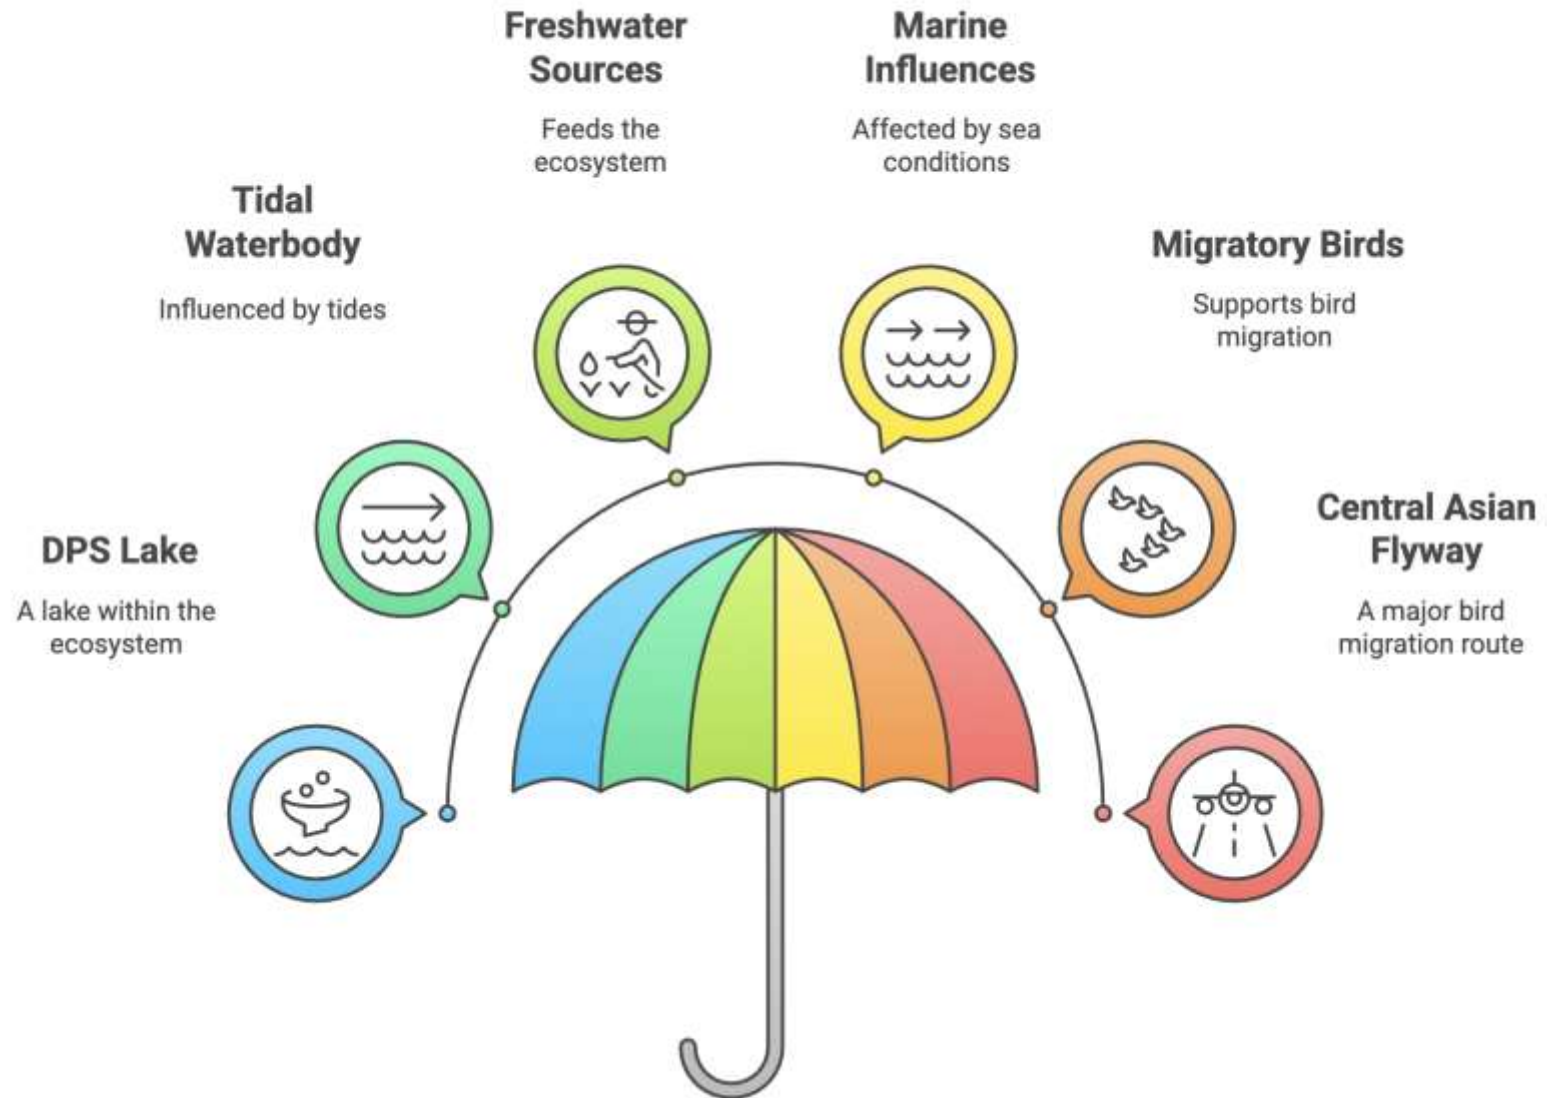 Freshwater
Sources
Feeds the
ecosystem
Marine
Influences
Affected by sea
conditions
Tidal
Waterbody
Influenced by tides
Migratory Birds
Supports bird
migration
DPS Lake
A lake within the
ecosystem
Central Asian
Flyway
A major bird
migration route